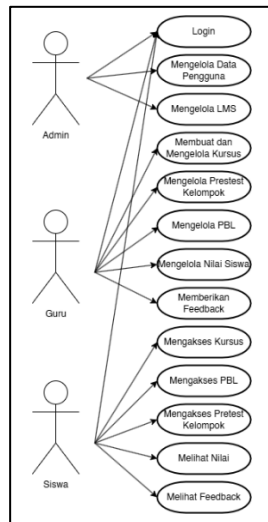 Login
Mengelola Data
Pengguna
Mengelola LMS
Admin
Membuat dan
Mengelola Kursus
Mengelola Prestest
Kelompok
Mengelola PBL
Mengelola Nilai Siswa
Memberikan
Feedback
Guru
Mengakses Kursus
Mengakses PBL
Mengakses Pretest
Kelompok
Melihat Nilai
Melihat Feedback
Siswa